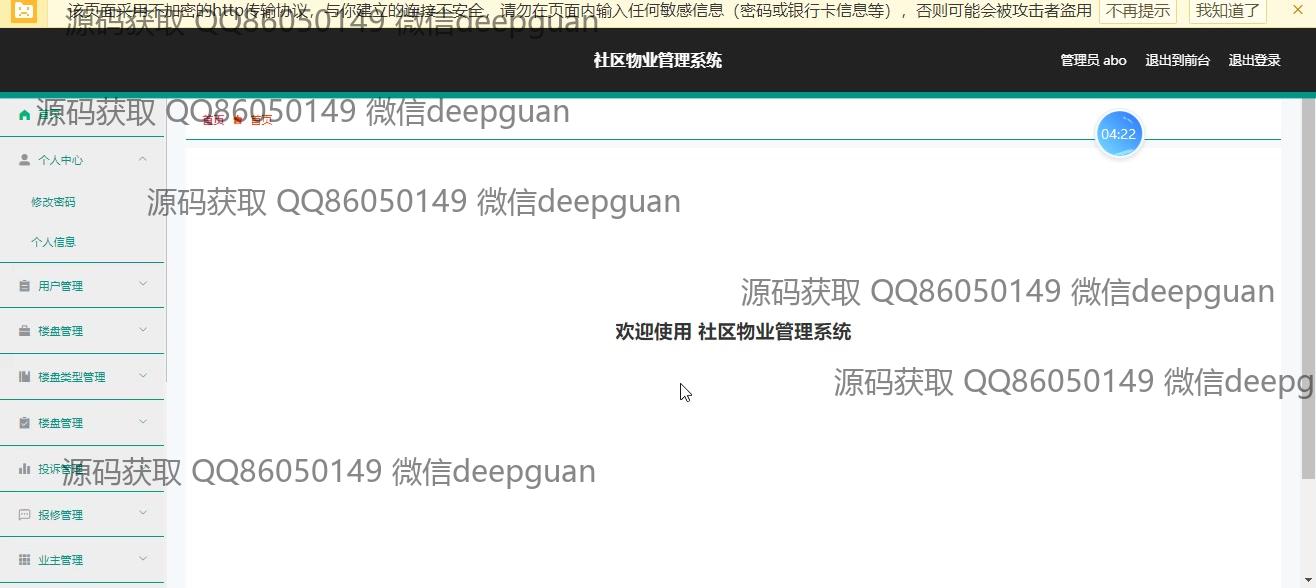 该页面采用不加密的http传输协议，与你建立的连接不安全，请勿在页面内输入任何敏感信息（密码或银行卡信息等），否则可能会被攻击者盗用 不再提示 我知道了 ×
源码获取 QQ86050149 微信deepguan
社区物业管理系统 管理员 abo 退出到前台 退出登录
首页
源码获取 QQ86050149 微信deepguan
首页 首页
04:22
个人中心
修改密码
源码获取 QQ86050149 微信deepguan
个人信息
用户管理
源码获取 QQ86050149 微信deepguan
楼盘管理
欢迎使用 社区物业管理系统
楼盘类型管理
源码获取 QQ86050149 微信deepg
楼盘管理
投诉管理
源码获取 QQ86050149 微信deepguan
报修管理
业主管理